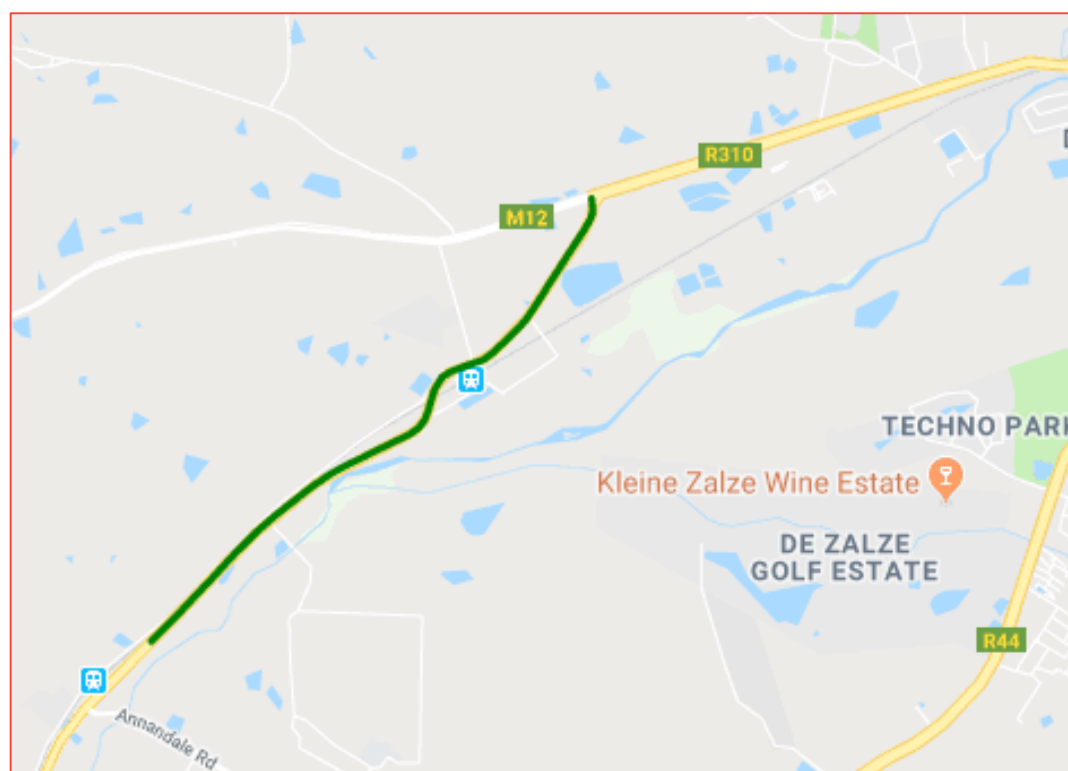 R310
M12
TECHNO PARK
Kleine Zalze Wine Estate
DE ZALZE
GOLF ESTATE
R44
Annandale Rd